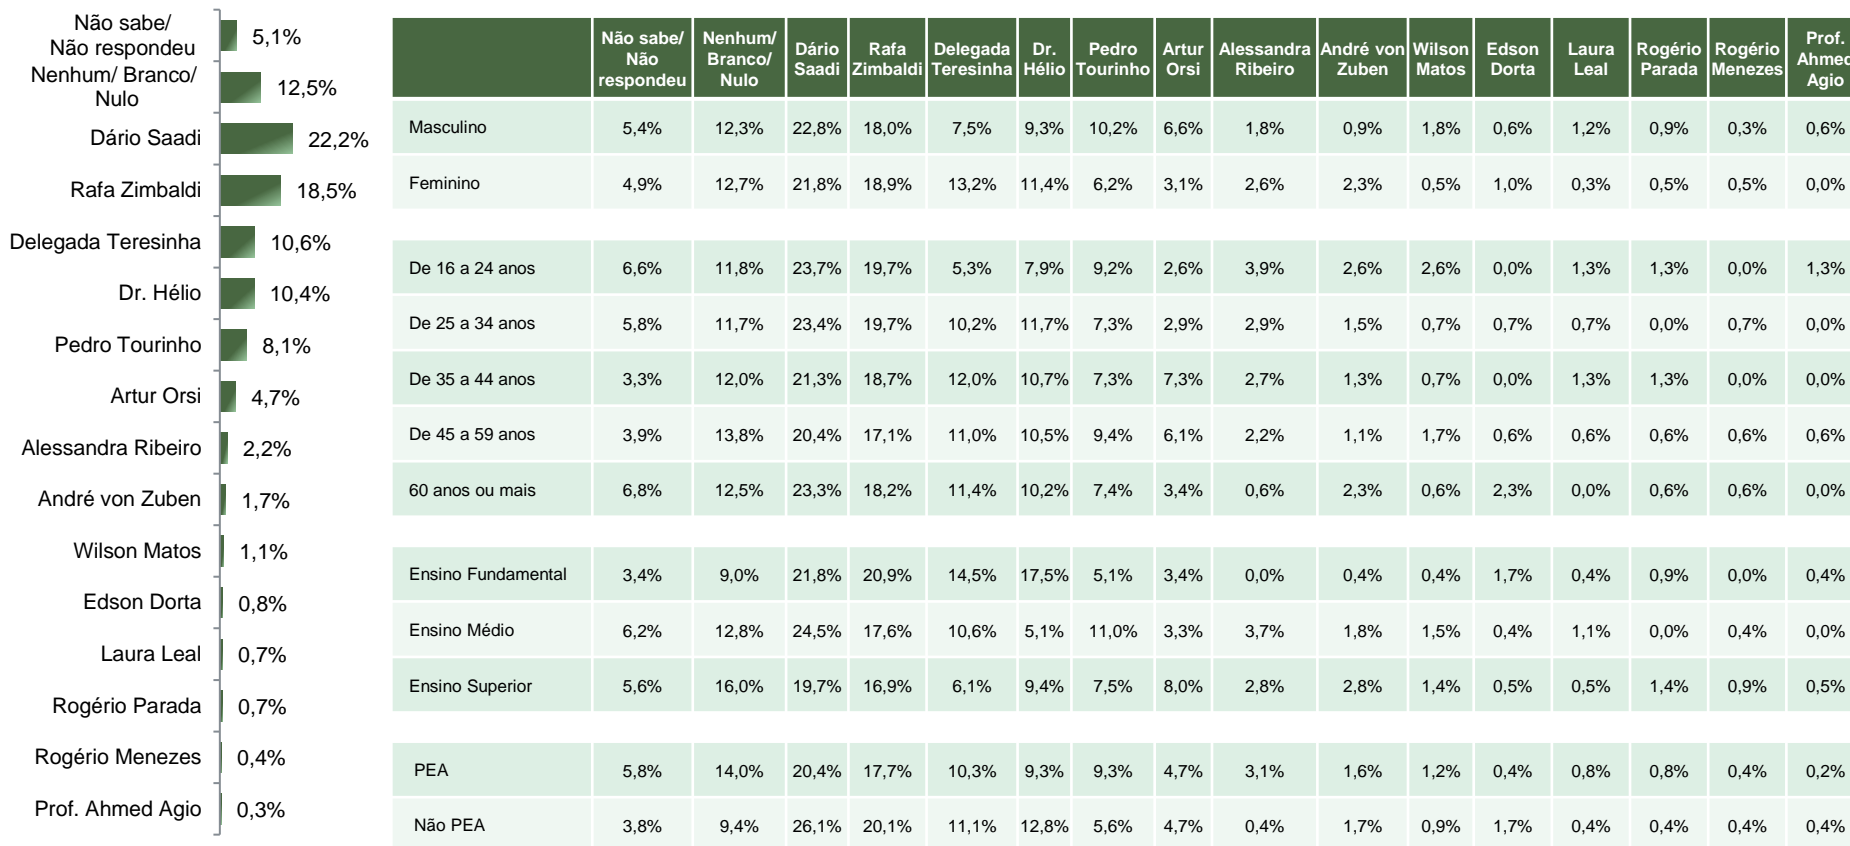 Não sabe/
Não respondeu 5,1%
Nenhum/ Branco/
Nulo 12,5%
Dário Saadi 22,2%
Rafa Zimbaldi 18,5%
Delegada Teresinha 10,6%
Dr. Hélio 10,4%
Pedro Tourinho 8,1%
Artur Orsi 4,7%
Alessandra Ribeiro 2,2%
André von Zuben 1,7%
Wilson Matos 1,1%
Edson Dorta 0,8%
Laura Leal 0,7%
Rogério Parada 0,7%
Rogério Menezes 0,4%
Prof. Ahmed Agio 0,3%
Não sabe/ Não respondeu Nenhum/ Branco/ Nulo Dário Saadi Rafa Zimbaldi Delegada Teresinha Dr. Hélio Pedro Tourinho Artur Orsi Alessandra Ribeiro André von Zuben Wilson Matos Edson Dorta Laura Leal Rogério Parada Rogério Menezes Prof. Ahmed Agio
Masculino 5,4% 12,3% 22,8% 18,0% 7,5% 9,3% 10,2% 6,6% 1,8% 0,9% 1,8% 0,6% 1,2% 0,9% 0,3% 0,6%
Feminino 4,9% 12,7% 21,8% 18,9% 13,2% 11,4% 6,2% 3,1% 2,6% 2,3% 0,5% 1,0% 0,3% 0,5% 0,5% 0,0%
De 16 a 24 anos 6,6% 11,8% 23,7% 19,7% 5,3% 7,9% 9,2% 2,6% 3,9% 2,6% 2,6% 0,0% 1,3% 1,3% 0,0% 1,3%
De 25 a 34 anos 5,8% 11,7% 23,4% 19,7% 10,2% 11,7% 7,3% 2,9% 2,9% 1,5% 0,7% 0,7% 0,7% 0,0% 0,7% 0,0%
De 35 a 44 anos 3,3% 12,0% 21,3% 18,7% 12,0% 10,7% 7,3% 7,3% 2,7% 1,3% 0,7% 0,0% 1,3% 1,3% 0,0% 0,0%
De 45 a 59 anos 3,9% 13,8% 20,4% 17,1% 11,0% 10,5% 9,4% 6,1% 2,2% 1,1% 1,7% 0,6% 0,6% 0,6% 0,6% 0,6%
60 anos ou mais 6,8% 12,5% 23,3% 18,2% 11,4% 10,2% 7,4% 3,4% 0,6% 2,3% 0,6% 2,3% 0,0% 0,6% 0,6% 0,0%
Ensino Fundamental 3,4% 9,0% 21,8% 20,9% 14,5% 17,5% 5,1% 3,4% 0,0% 0,4% 0,4% 1,7% 0,4% 0,9% 0,0% 0,4%
Ensino Médio 6,2% 12,8% 24,5% 17,6% 10,6% 5,1% 11,0% 3,3% 3,7% 1,8% 1,5% 0,4% 1,1% 0,0% 0,4% 0,0%
Ensino Superior 5,6% 16,0% 19,7% 16,9% 6,1% 9,4% 7,5% 8,0% 2,8% 2,8% 1,4% 0,5% 0,5% 1,4% 0,9% 0,5%
PEA 5,8% 14,0% 20,4% 17,7% 10,3% 9,3% 9,3% 4,7% 3,1% 1,6% 1,2% 0,4% 0,8% 0,8% 0,4% 0,2%
Não PEA 3,8% 9,4% 26,1% 20,1% 11,1% 12,8% 5,6% 4,7% 0,4% 1,7% 0,9% 1,7% 0,4% 0,4% 0,4% 0,4%